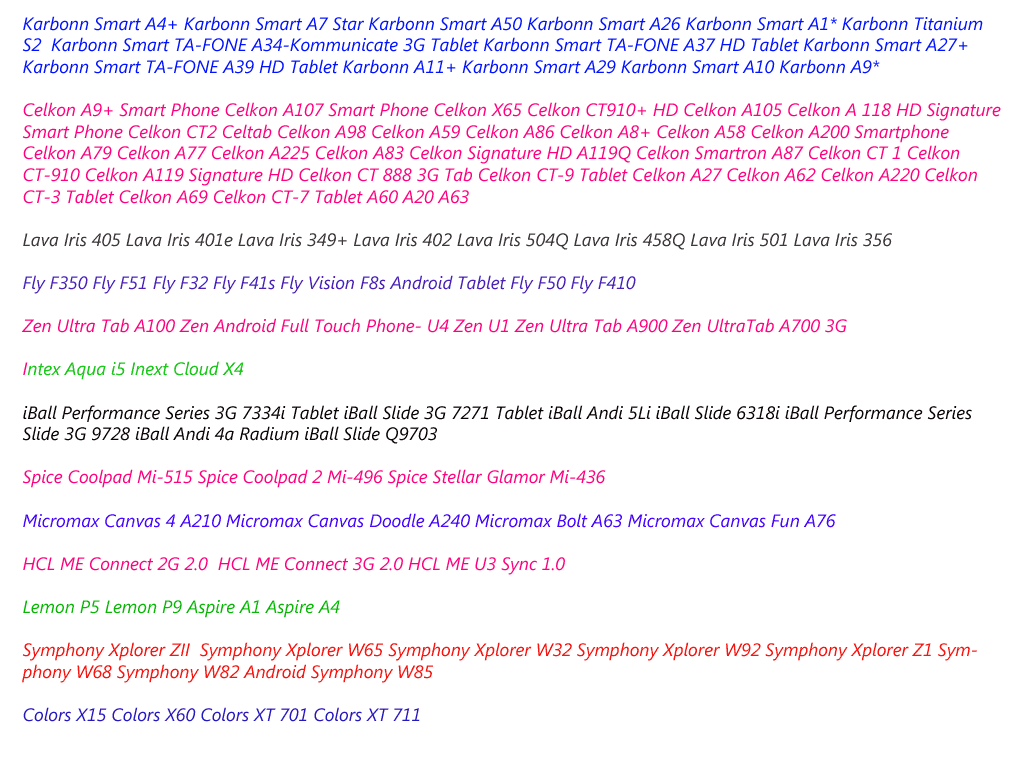 Karbonn Smart A4+ Karbonn Smart A7 Star Karbonn Smart A50 Karbonn Smart A26 Karbonn Smart A1* Karbonn Titanium
S2  Karbonn Smart TA-FONE A34-Kommunicate 3G Tablet Karbonn Smart TA-FONE A37 HD Tablet Karbonn Smart A27+
Karbonn Smart TA-FONE A39 HD Tablet Karbonn A11+ Karbonn Smart A29 Karbonn Smart A10 Karbonn A9*
Celkon A9+ Smart Phone Celkon A107 Smart Phone Celkon X65 Celkon CT910+ HD Celkon A105 Celkon A 118 HD Signature
Smart Phone Celkon CT2 Celtab Celkon A98 Celkon A59 Celkon A86 Celkon A8+ Celkon A58 Celkon A200 Smartphone
Celkon A79 Celkon A77 Celkon A225 Celkon A83 Celkon Signature HD A119Q Celkon Smartron A87 Celkon CT 1 Celkon
CT-910 Celkon A119 Signature HD Celkon CT 888 3G Tab Celkon CT-9 Tablet Celkon A27 Celkon A62 Celkon A220 Celkon
CT-3 Tablet Celkon A69 Celkon CT-7 Tablet A60 A20 A63
Lava Iris 405 Lava Iris 401e Lava Iris 349+ Lava Iris 402 Lava Iris 504Q Lava Iris 458Q Lava Iris 501 Lava Iris 356
Fly F350 Fly F51 Fly F32 Fly F41s Fly Vision F8s Android Tablet Fly F50 Fly F410
Zen Ultra Tab A100 Zen Android Full Touch Phone- U4 Zen U1 Zen Ultra Tab A900 Zen UltraTab A700 3G
Intex Aqua i5 Inext Cloud X4
iBall Performance Series 3G 7334i Tablet iBall Slide 3G 7271 Tablet iBall Andi 5Li iBall Slide 6318i iBall Performance Series
Slide 3G 9728 iBall Andi 4a Radium iBall Slide Q9703
Spice Coolpad Mi-515 Spice Coolpad 2 Mi-496 Spice Stellar Glamor Mi-436
Micromax Canvas 4 A210 Micromax Canvas Doodle A240 Micromax Bolt A63 Micromax Canvas Fun A76
HCL ME Connect 2G 2.0  HCL ME Connect 3G 2.0 HCL ME U3 Sync 1.0
Lemon P5 Lemon P9 Aspire A1 Aspire A4
Symphony Xplorer ZII  Symphony Xplorer W65 Symphony Xplorer W32 Symphony Xplorer W92 Symphony Xplorer Z1 Sym-
phony W68 Symphony W82 Android Symphony W85
Colors X15 Colors X60 Colors XT 701 Colors XT 711